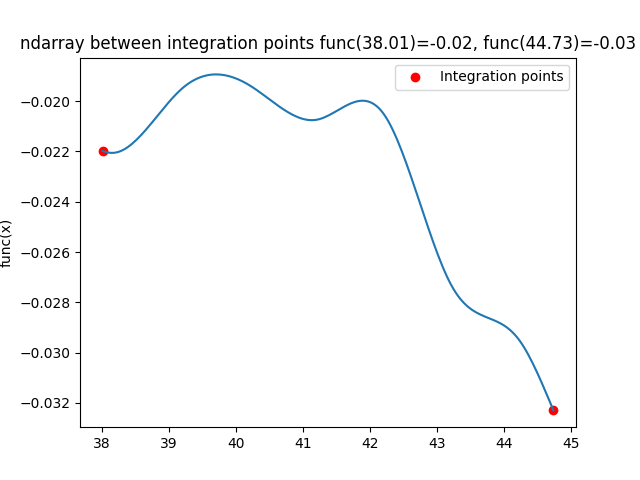 ndarray between integration points func(38.01)=-0.02, func(44.73)=-0.03
Integration points
−0.020
−0.022
−0.024
−0.026
−0.028
−0.030
−0.032
func(x)
38 39 40 41 42 43 44 45